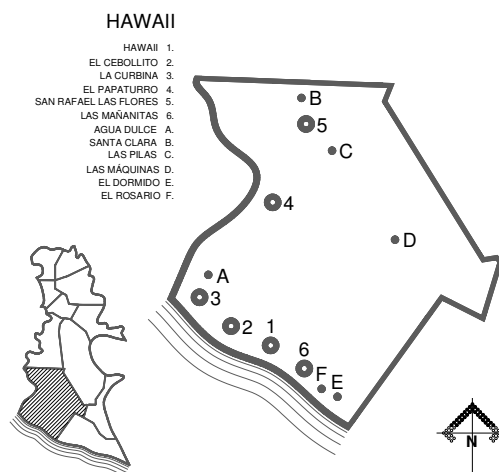 HAWAII
HAWAII 1.
EL CEBOLLITO 2.
LA CURBINA 3.
EL PAPATURRO 4.
SAN RAFAEL LAS FLORES 5.
LAS MAÑANITAS 6.
AGUA DULCE A.
SANTA CLARA B.
LAS PILAS C.
LAS MÁQUINAS D.
EL DORMIDO E.
EL ROSARIO F.
B
5
C
4
D
A
3
2
1
6
F
E
N